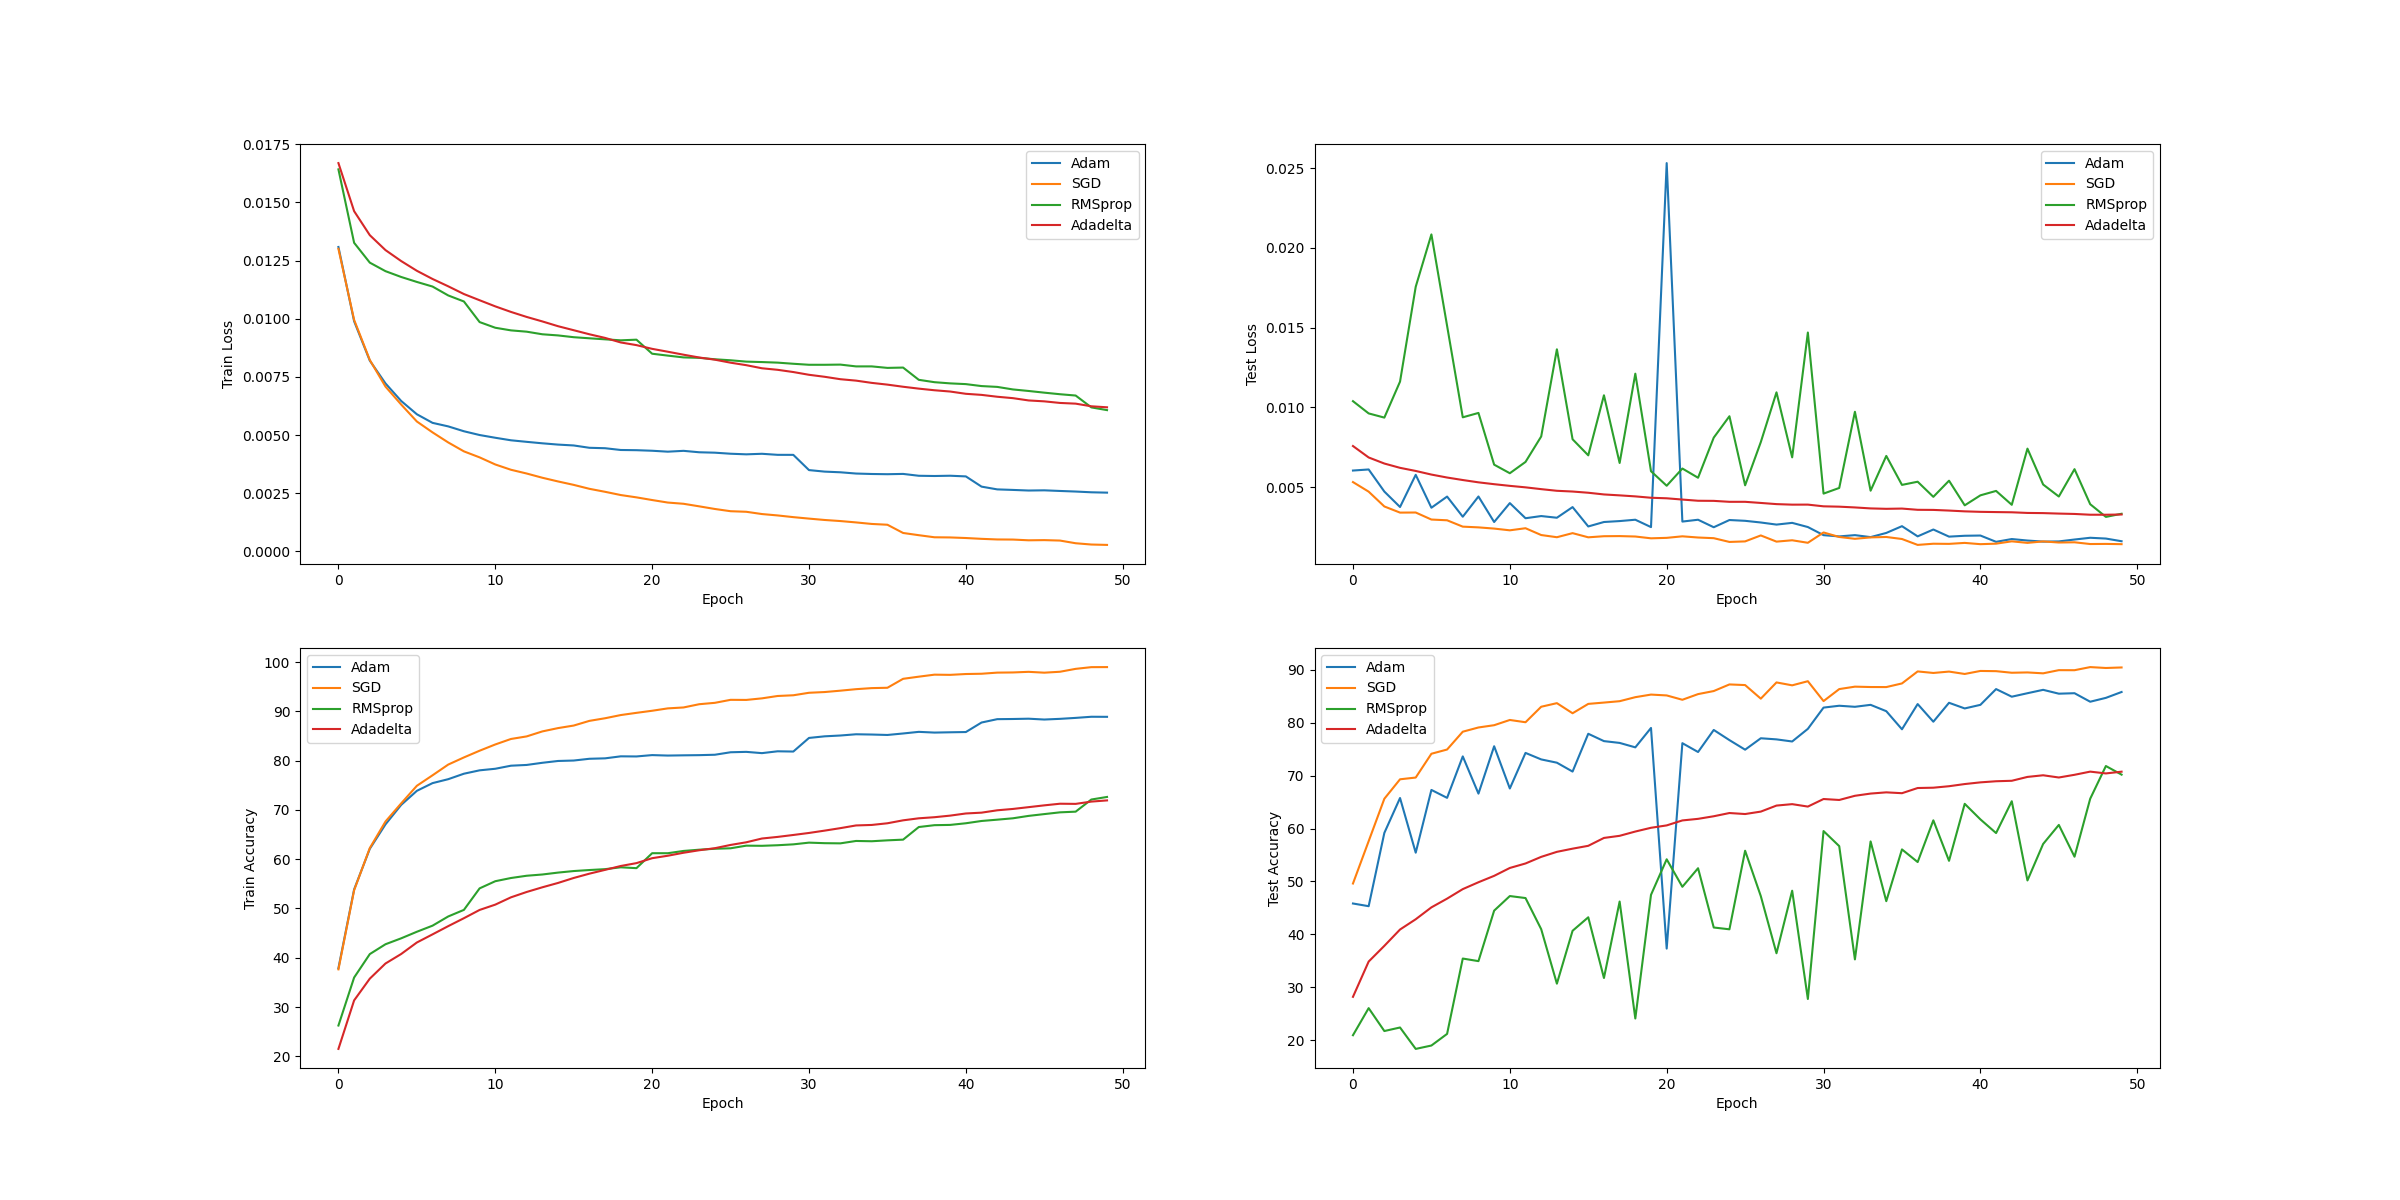 0.0175
0.0150
0.0125
0.0100
0.0075
0.0050
0.0025
0.0000
Train Loss
0 10 20 30 40 50
Epoch
Adam
SGD
RMSprop
Adadelta
0.025
0.020
0.015
0.010
0.005
Test Loss
0 10 20 30 40 50
Epoch
Adam
SGD
RMSprop
Adadelta
100
90
80
70
60
50
40
30
20
Train Accuracy
0 10 20 30 40 50
Epoch
Adam
SGD
RMSprop
Adadelta
90
80
70
60
50
40
30
20
Test Accuracy
0 10 20 30 40 50
Epoch
Adam
SGD
RMSprop
Adadelta